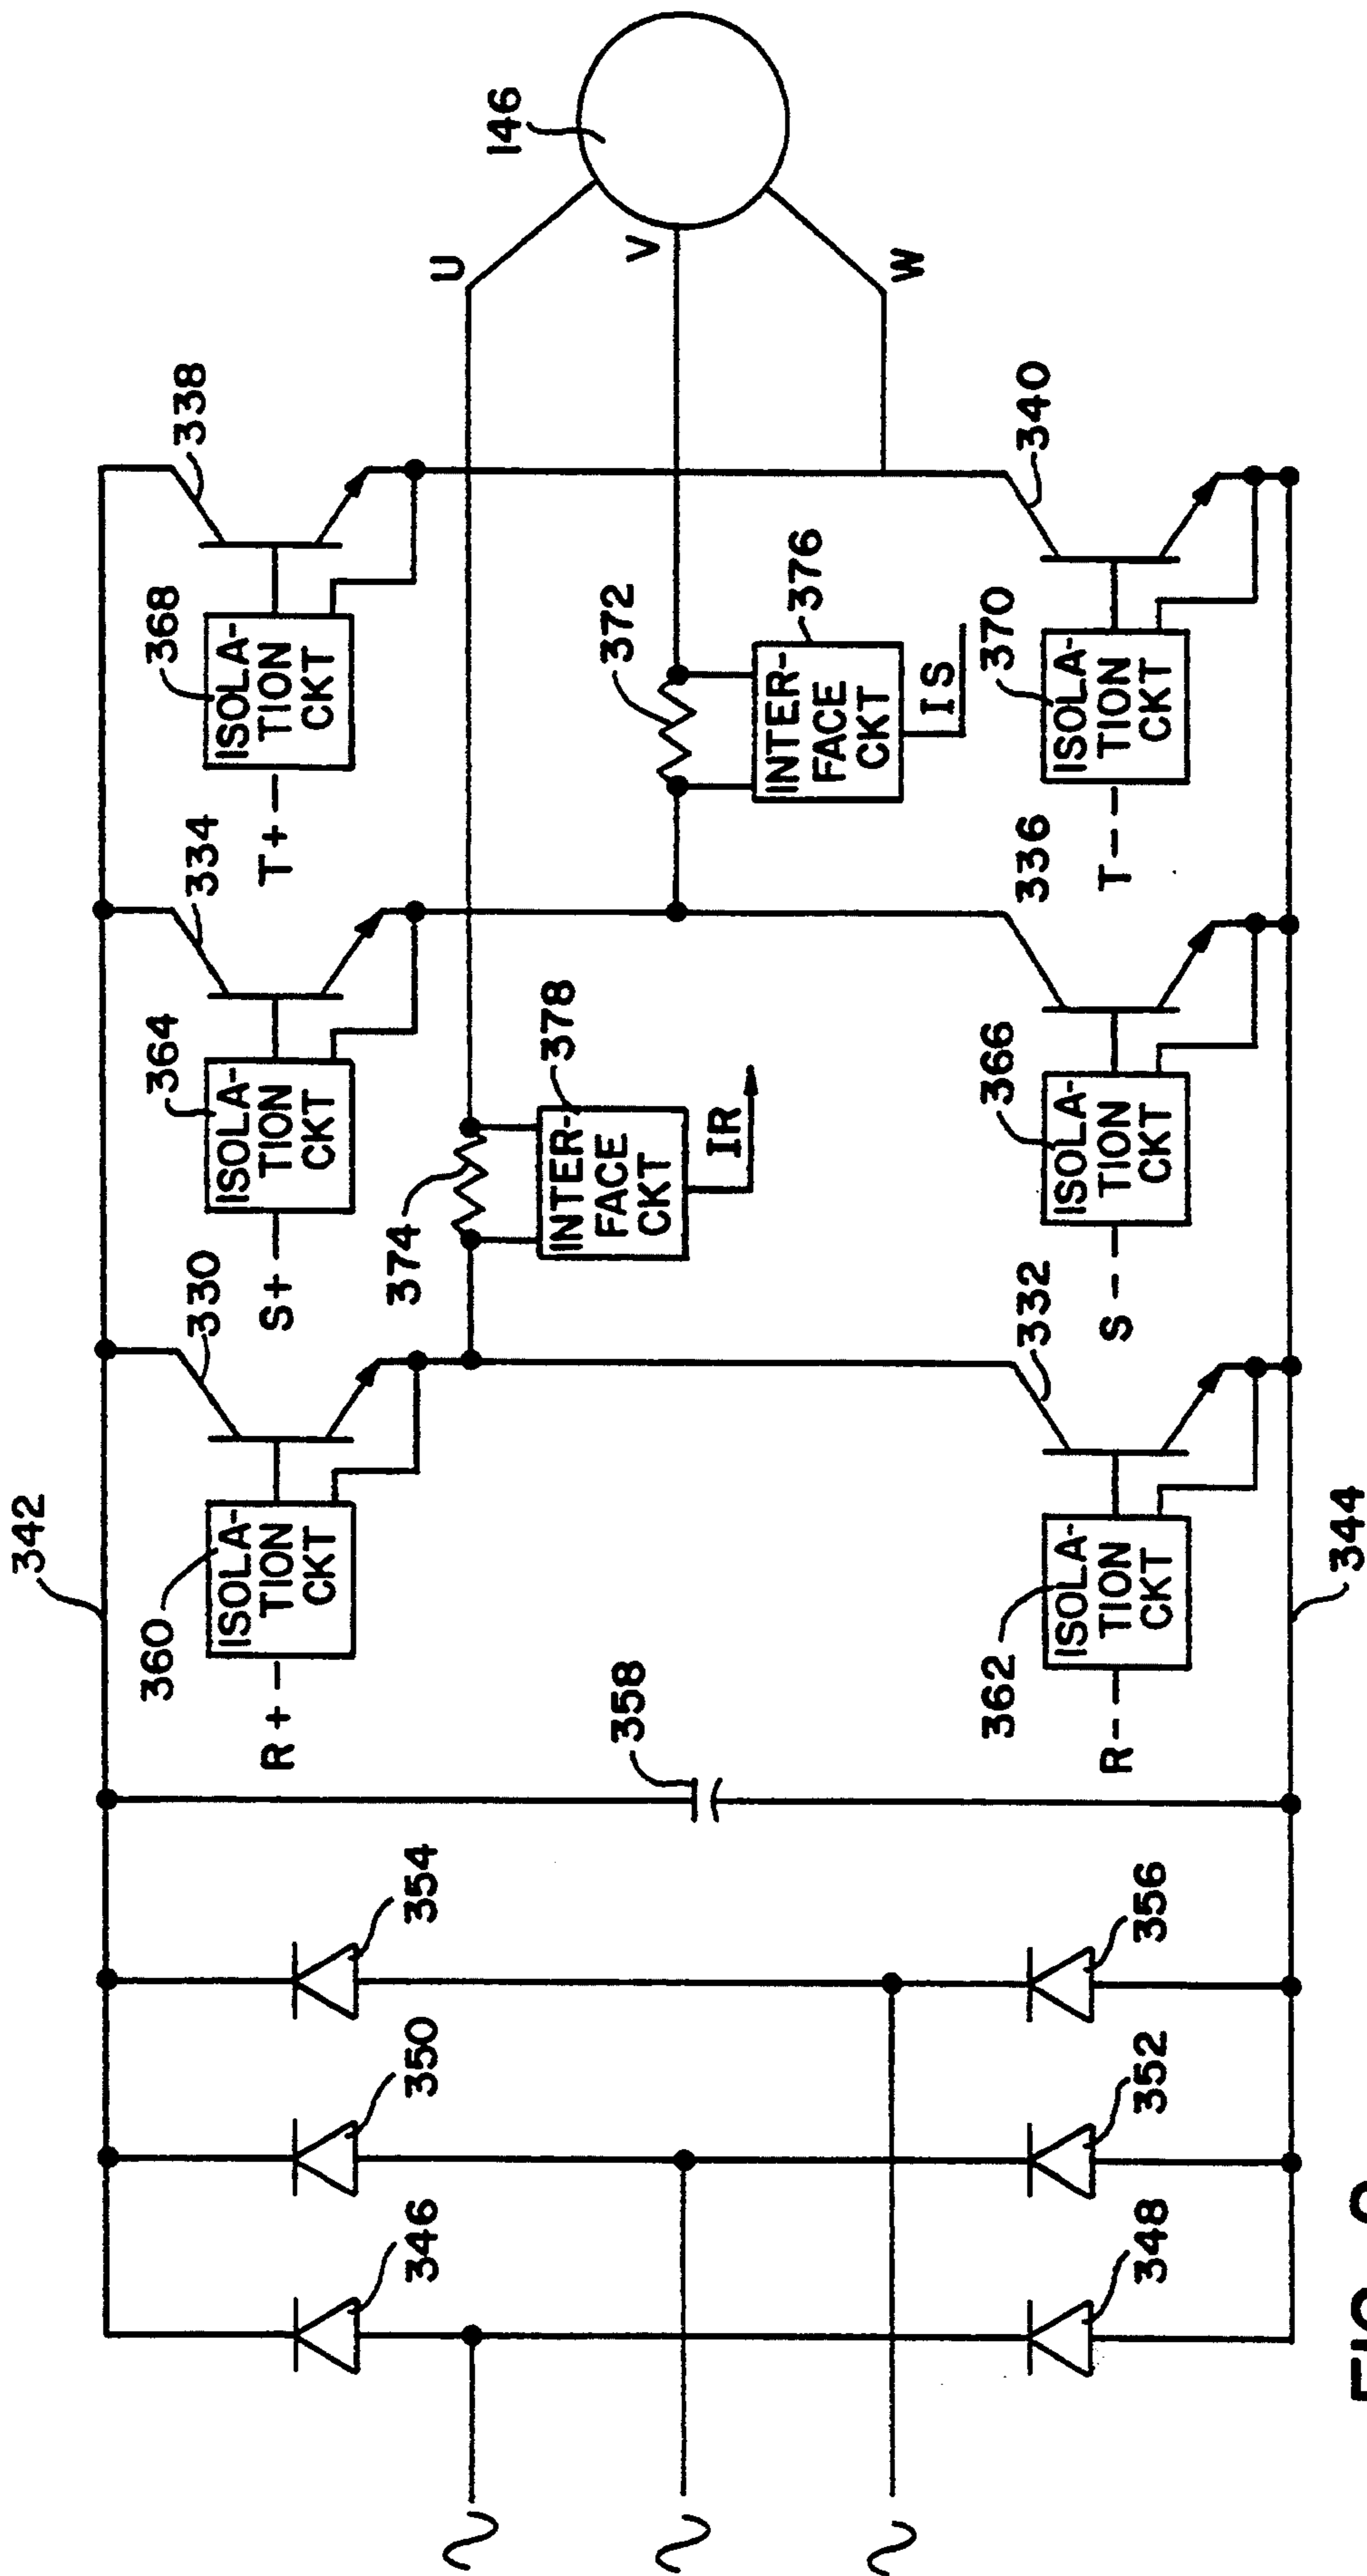 342
360
ISOLA-
TION
CKT
R+
330
364
ISOLA-
TION
CKT
S+
334
368
ISOLA-
TION
CKT
T+
338
146
U
V
W
374
INTER-
FACE
CKT
378
IR
372
INTER-
FACE
CKT
376
IS
346
350
354
358
348
352
356
362
ISOLA-
TION
CKT
R-
332
366
ISOLA-
TION
CKT
S-
336
370
ISOLA-
TION
CKT
T-
340
344